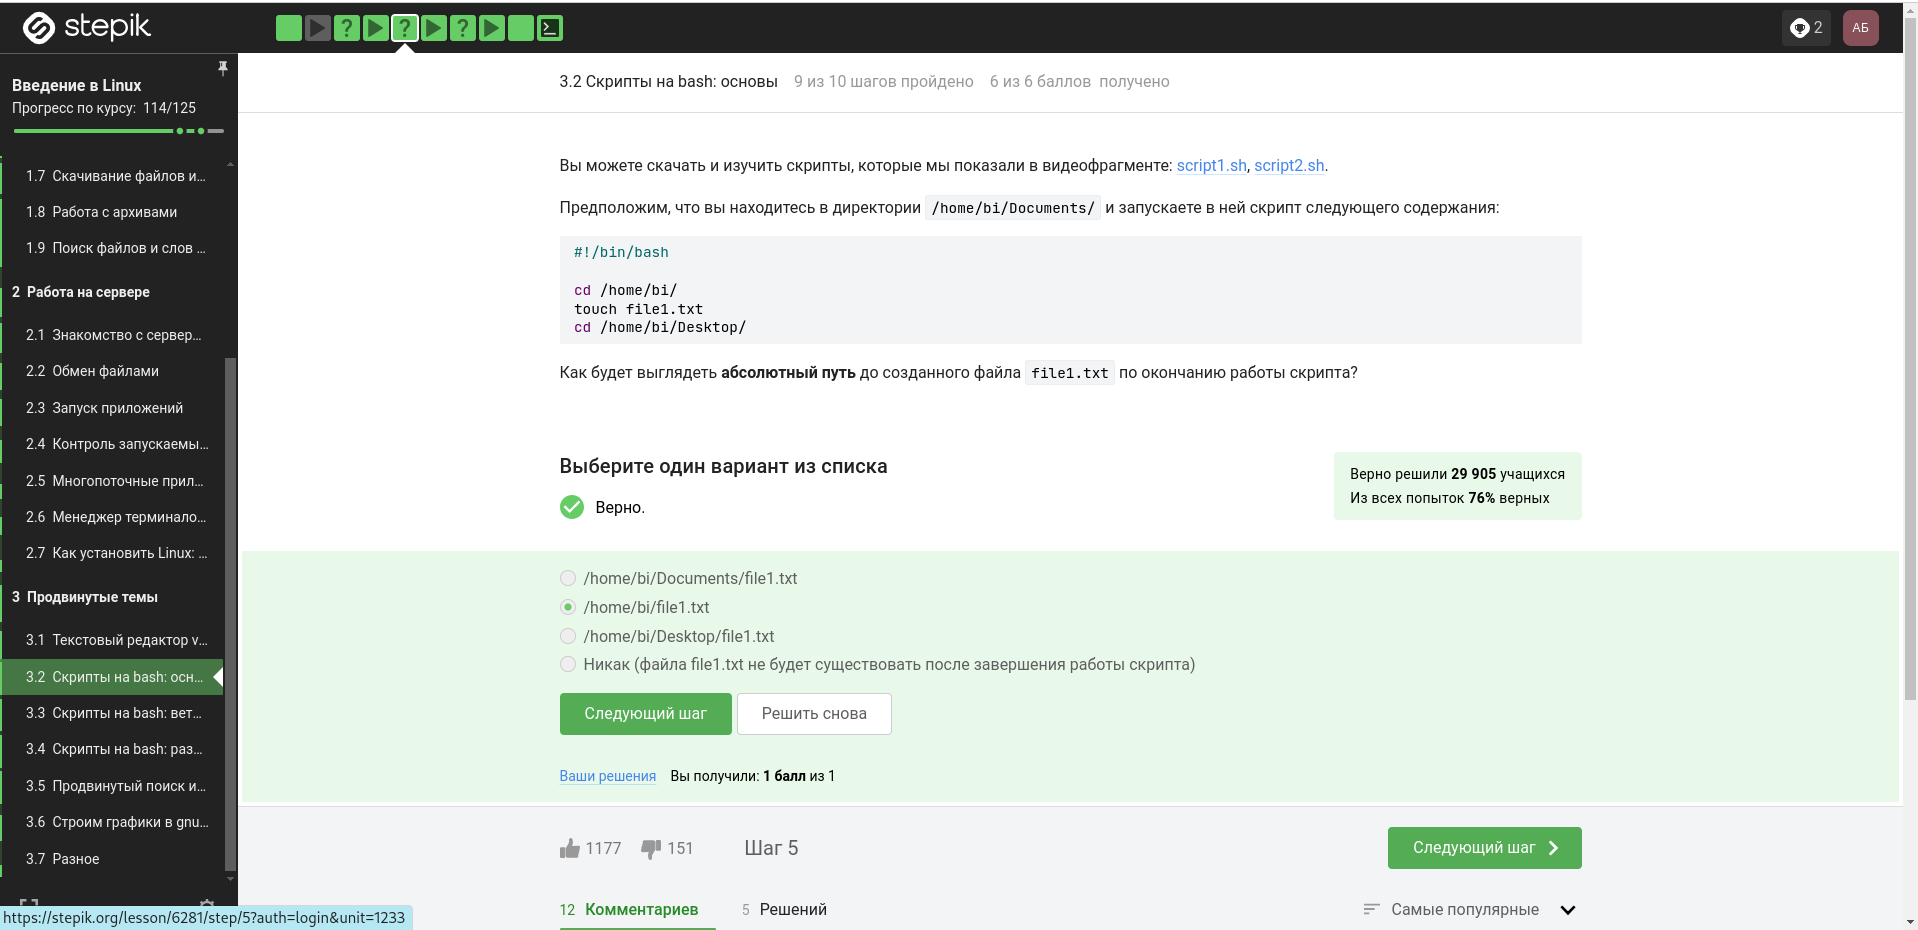 stepik
? ? ?
2
АБ
Введение в Linux
Прогресс по курсу: 114/125
1.7 Скачивание файлов и...
1.8 Работа с архивами
1.9 Поиск файлов и слов ...
2 Работа на сервере
2.1 Знакомство с сервер...
2.2 Обмен файлами
2.3 Запуск приложений
2.4 Контроль запускаемы...
2.5 Многопоточные прил...
2.6 Менеджер терминало...
2.7 Как установить Linux: ...
3 Продвинутые темы
3.1 Текстовый редактор v...
3.2 Скрипты на bash: осн...
3.3 Скрипты на bash: вет...
3.4 Скрипты на bash: раз...
3.5 Продвинутый поиск и...
3.6 Строим графики в gnu...
3.7 Разное
https://stepik.org/lesson/6281/step/5?auth=login&unit=1233
3.2 Скрипты на bash: основы 9 из 10 шагов пройдено 6 из 6 баллов получено
Вы можете скачать и изучить скрипты, которые мы показали в видеофрагменте: script1.sh, script2.sh.
Предположим, что вы находитесь в директории /home/bi/Documents/ и запускаете в ней скрипт следующего содержания:
#!/bin/bash
cd /home/bi/
touch file1.txt
cd /home/bi/Desktop/
Как будет выглядеть абсолютный путь до созданного файла file1.txt по окончанию работы скрипта?
Выберите один вариант из списка
Верно.
Верно решили 29 905 учащихся
Из всех попыток 76% верных
/home/bi/Documents/file1.txt
/home/bi/file1.txt
/home/bi/Desktop/file1.txt
Никак (файла file1.txt не будет существовать после завершения работы скрипта)
Следующий шаг Решить снова
Ваши решения Вы получили: 1 балл из 1
1177 151 Шаг 5 Следующий шаг
12 Комментариев 5 Решений Самые популярные